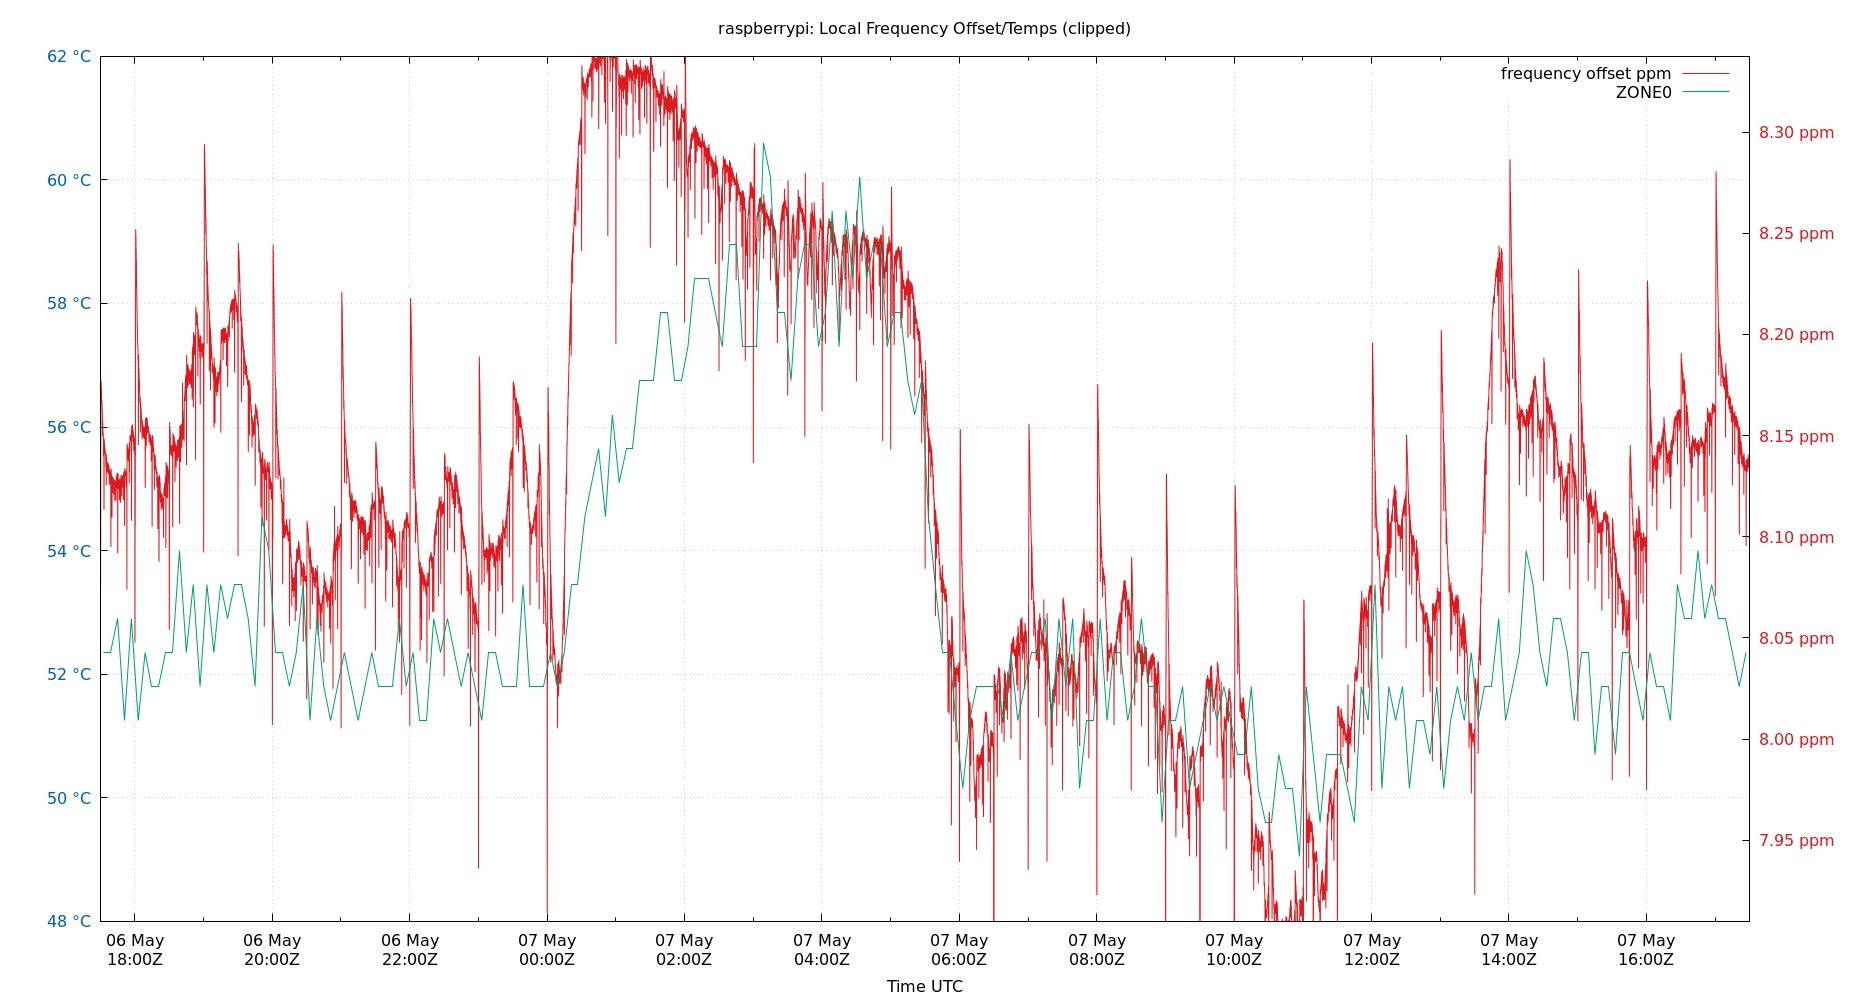 raspberrypi: Local Frequency Offset/Temps (clipped)
frequency offset ppm
ZONE0
62 °C
60 °C
58 °C
56 °C
54 °C
52 °C
50 °C
48 °C
8.30 ppm
8.25 ppm
8.20 ppm
8.15 ppm
8.10 ppm
8.05 ppm
8.00 ppm
7.95 ppm
06 May 06 May 06 May 07 May 07 May 07 May 07 May 07 May 07 May 07 May 07 May 07 May
18:00Z 20:00Z 22:00Z 00:00Z 02:00Z 04:00Z 06:00Z 08:00Z 10:00Z 12:00Z 14:00Z 16:00Z
Time UTC